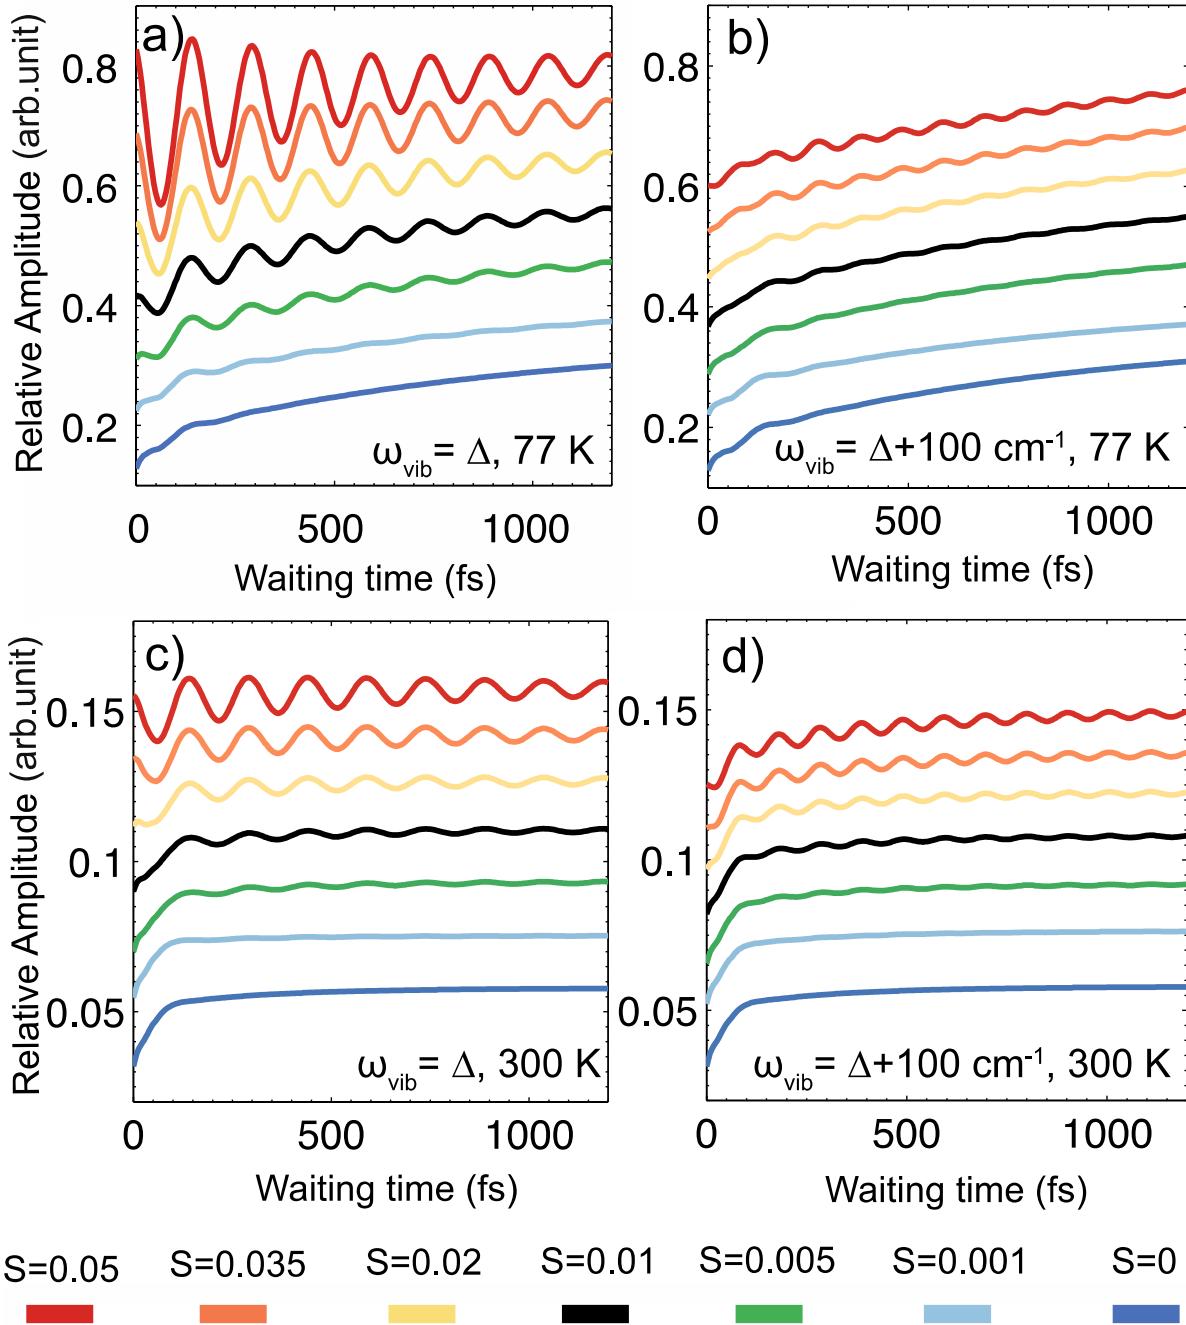 a)
b)
Relative Amplitude (arb.unit)
0.8
0.6
0.4
0.2
ω_vib= Δ, 77 K
ω_vib= Δ+100 cm⁻¹, 77 K
0
500
1000
0
500
1000
Waiting time (fs)
Waiting time (fs)
0.8
0.6
0.4
0.2
c)
d)
Relative Amplitude (arb.unit)
0.15
0.1
0.05
0.15
0.1
0.05
ω_vib= Δ, 300 K
ω_vib= Δ+100 cm⁻¹, 300 K
0
500
1000
0
500
1000
Waiting time (fs)
Waiting time (fs)
S=0.05
S=0.035
S=0.02
S=0.01
S=0.005
S=0.001
S=0